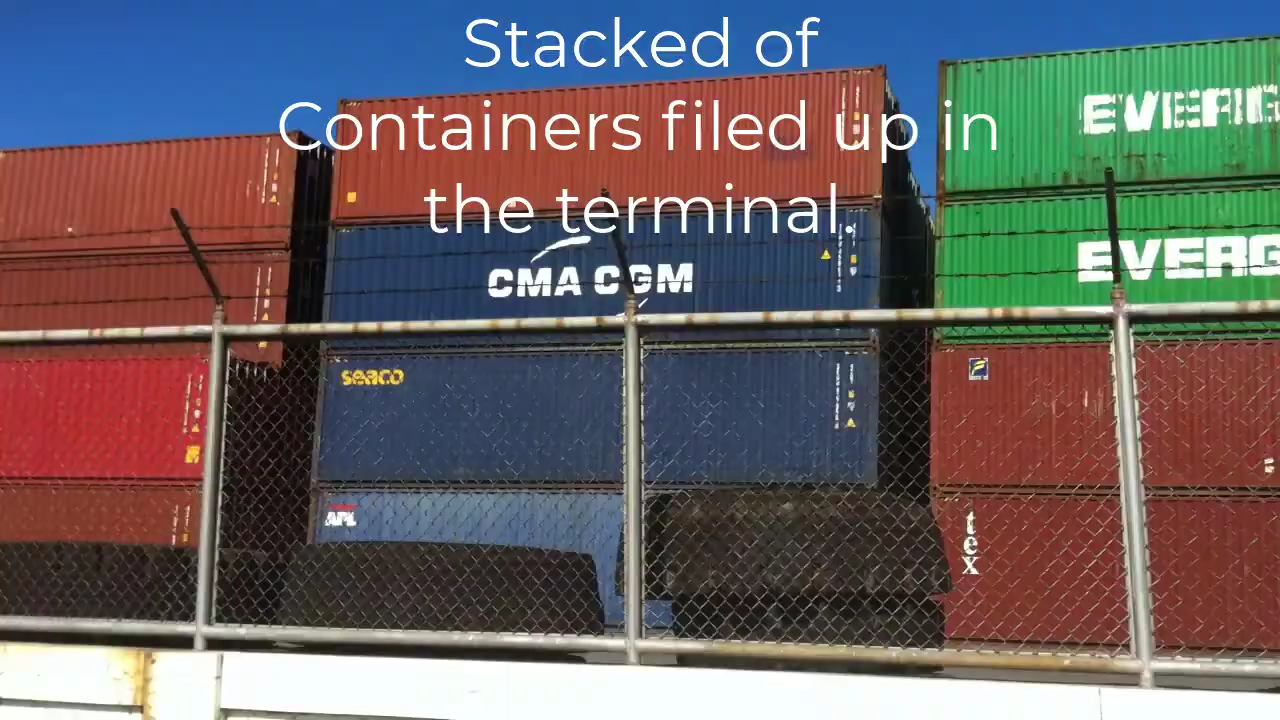 Stacked of
Containers filed up in
the terminal.
EVERG
CMA CGM
EVERG
seaco
APL
tex